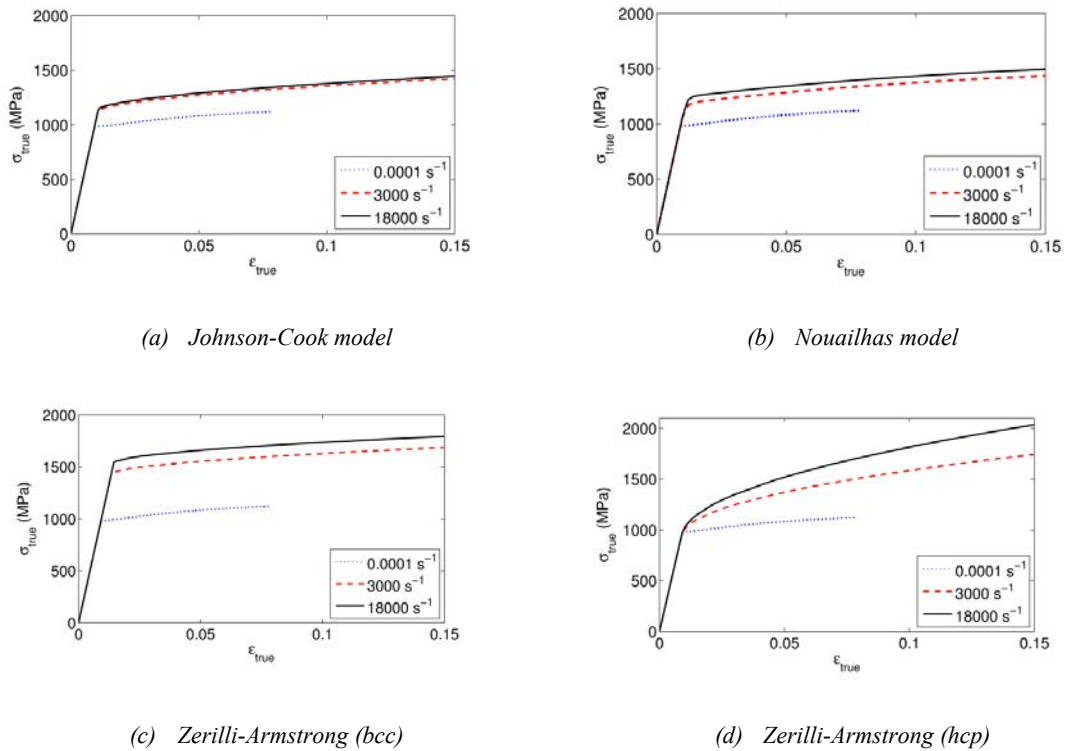 2000
1500
1000
500
0
σtrue (MPa)
0.0001 s⁻¹
3000 s⁻¹
18000 s⁻¹
0 0.05 0.1 0.15
εtrue
(a) Johnson-Cook model
2000
1500
1000
500
0
σtrue (MPa)
0.0001 s⁻¹
3000 s⁻¹
18000 s⁻¹
0 0.05 0.1 0.15
εtrue
(b) Nouailhas model
2000
1500
1000
500
0
σtrue (MPa)
0.0001 s⁻¹
3000 s⁻¹
18000 s⁻¹
0 0.05 0.1 0.15
εtrue
(c) Zerilli-Armstrong (bcc)
2000
1500
1000
500
0
σtrue (MPa)
0.0001 s⁻¹
3000 s⁻¹
18000 s⁻¹
0 0.05 0.1 0.15
εtrue
(d) Zerilli-Armstrong (hcp)